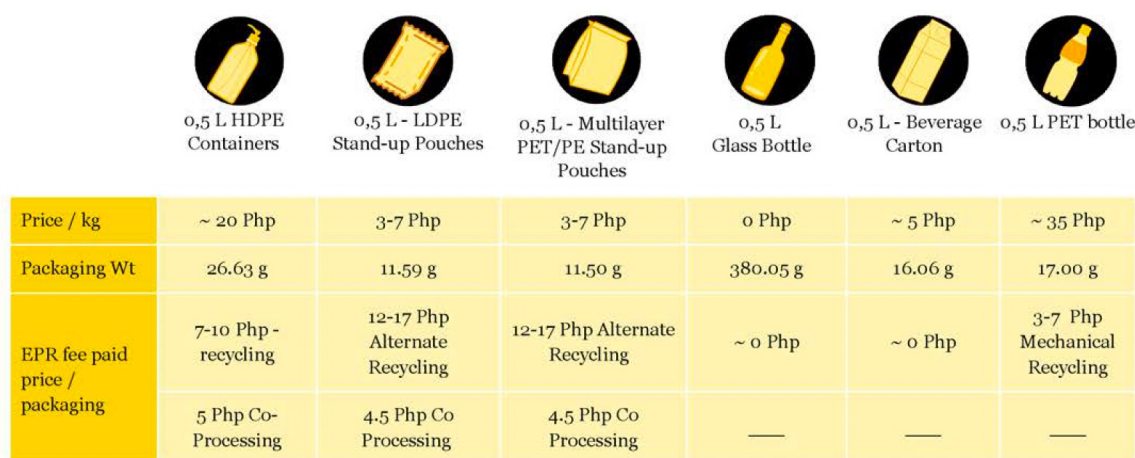 0,5 L HDPE
Containers
0,5 L - LDPE
Stand-up Pouches
0,5 L - Multilayer
PET/PE Stand-up
Pouches
0,5 L
Glass Bottle
0,5 L - Beverage
Carton
0,5 L PET bottle
Price / kg
~ 20 Php
3-7 Php
3-7 Php
0 Php
~ 5 Php
~ 35 Php
Packaging Wt
26.63 g
11.59 g
11.50 g
380.05 g
16.06 g
17.00 g
EPR fee paid
price /
packaging
7-10 Php -
recycling
12-17 Php
Alternate
Recycling
12-17 Php Alternate
Recycling
~ 0 Php
~ 0 Php
3-7 Php
Mechanical
Recycling
5 Php Co-
Processing
4.5 Php Co
Processing
4.5 Php Co
Processing
—
—
—